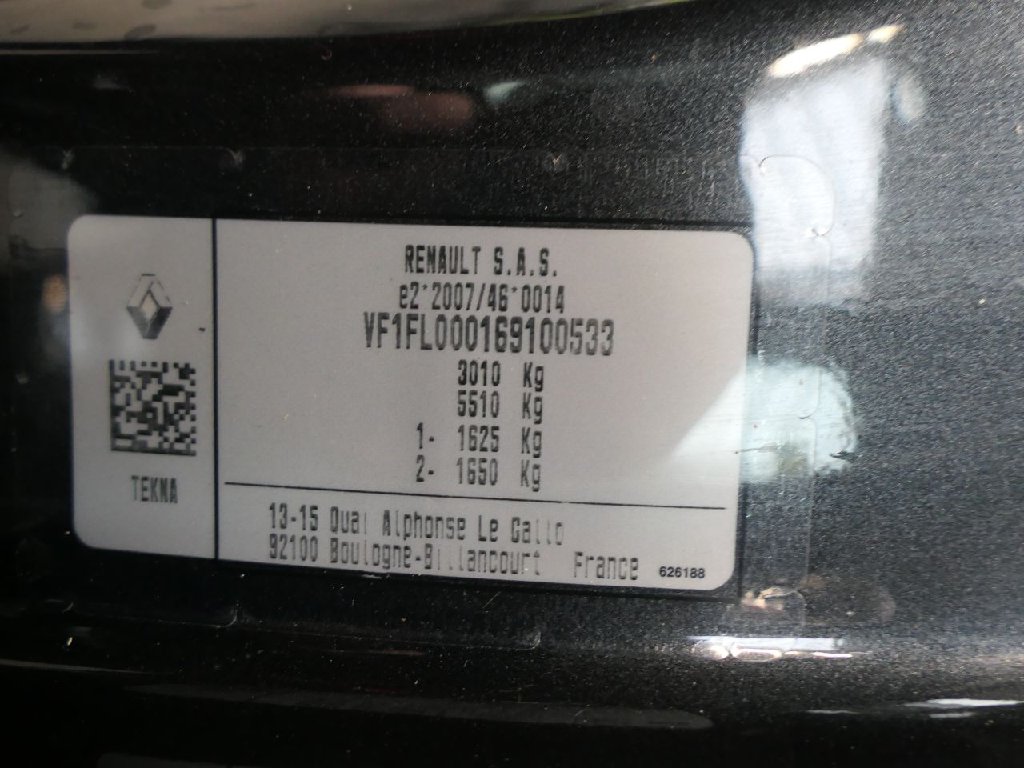 RENAULT S.A.S.
e2*2007/46*0014
VF1FL000169100533
3010 Kg
5510 Kg
1- 1625 Kg
2- 1650 Kg
TEKNA
13-15 Quai Alphonse Le Gallo
92100 Boulogne-Billancourt France
626188